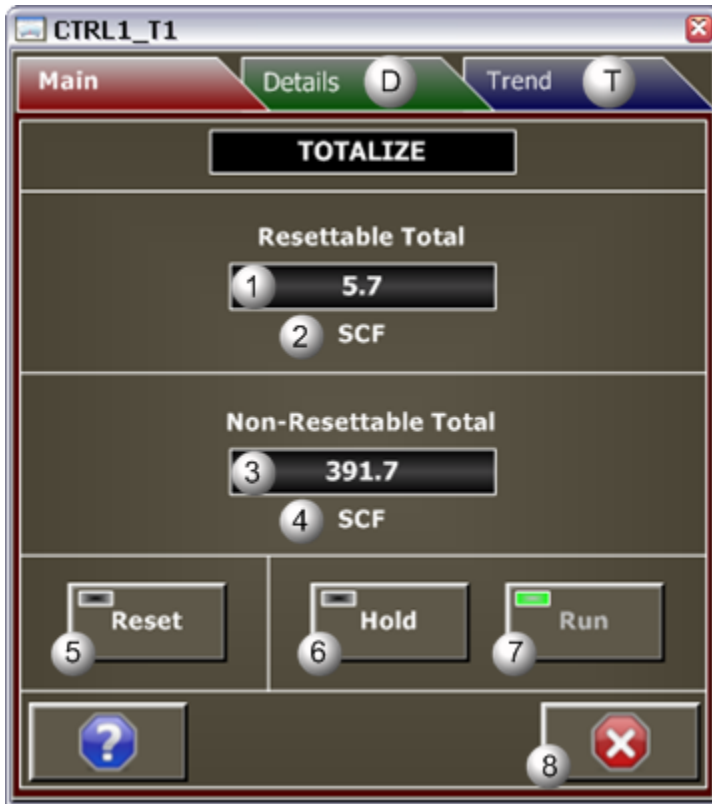 CTRL1_T1
Main Details D Trend T
TOTALIZE
Resettable Total
1 5.7
2 SCF
Non-Resettable Total
3 391.7
4 SCF
Reset Hold Run
5 6 7
?
8